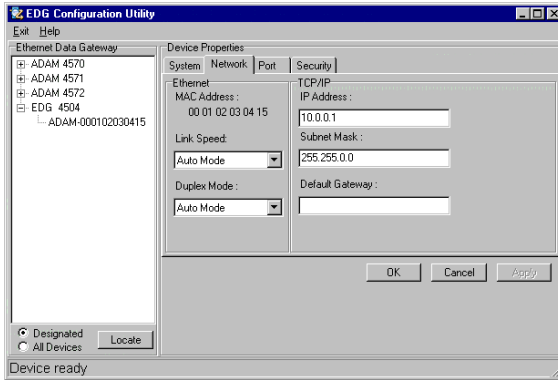 EDG Configuration Utility
Exit Help
Ethernet Data Gateway
ADAM 4570
ADAM 4571
ADAM 4572
EDG 4504
ADAM-000102030415
Designated
All Devices
Locate
Device Properties
System Network Port Security
Ethernet
MAC Address :
00 01 02 03 04 15
Link Speed:
Auto Mode
Duplex Mode :
Auto Mode
TCP/IP
IP Address :
10.0.0.1
Subnet Mask :
255.255.0.0
Default Gateway :
OK Cancel Apply
Device ready